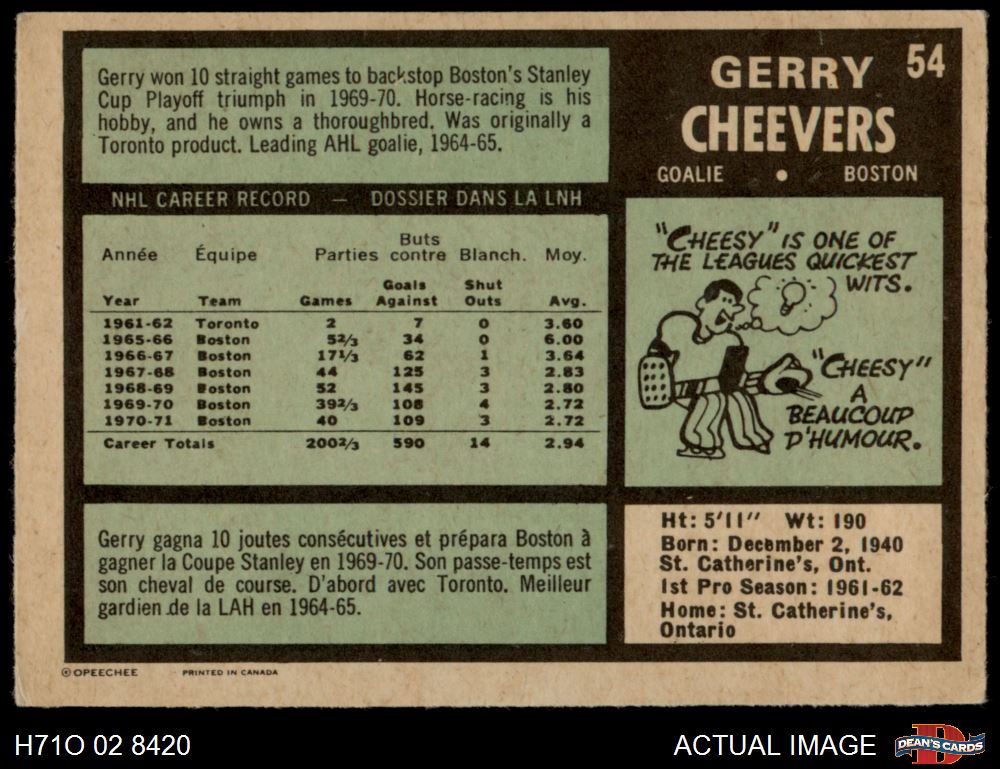 Gerry won 10 straight games to backstop Boston's Stanley
Cup Playoff triumph in 1969-70. Horse-racing is his
hobby, and he owns a thoroughbred. Was originally a
Toronto product. Leading AHL goalie, 1964-65.
GERRY 54
CHEEVERS
GOALIE • BOSTON
NHL CAREER RECORD — DOSSIER DANS LA LNH
Année Équipe Parties Buts contre Blanch. Moy.
Year Team Games Goals Against Shut Outs Avg.
1961-62 Toronto 2 7 0 3.60
1965-66 Boston 52/3 34 0 6.00
1966-67 Boston 171/3 62 1 3.64
1967-68 Boston 44 125 3 2.83
1968-69 Boston 52 145 3 2.80
1969-70 Boston 392/3 108 4 2.72
1970-71 Boston 40 109 3 2.72
Career Totals 2002/3 590 14 2.94
"CHEESY" IS ONE OF
THE LEAGUES QUICKEST
WITS.
"CHEESY"
A
BEAUCOUP
D'HUMOUR.
Gerry gagna 10 joutes consécutives et prépara Boston à
gagner la Coupe Stanley en 1969-70. Son passe-temps est
son cheval de course. D'abord avec Toronto. Meilleur
gardien de la LAH en 1964-65.
Ht: 5'11" Wt: 190
Born: December 2, 1940
St. Catherine's, Ont.
1st Pro Season: 1961-62
Home: St. Catherine's,
Ontario
© OPEECHEE PRINTED IN CANADA
H71O 02 8420
ACTUAL IMAGE
D
DEAN'S CARDS